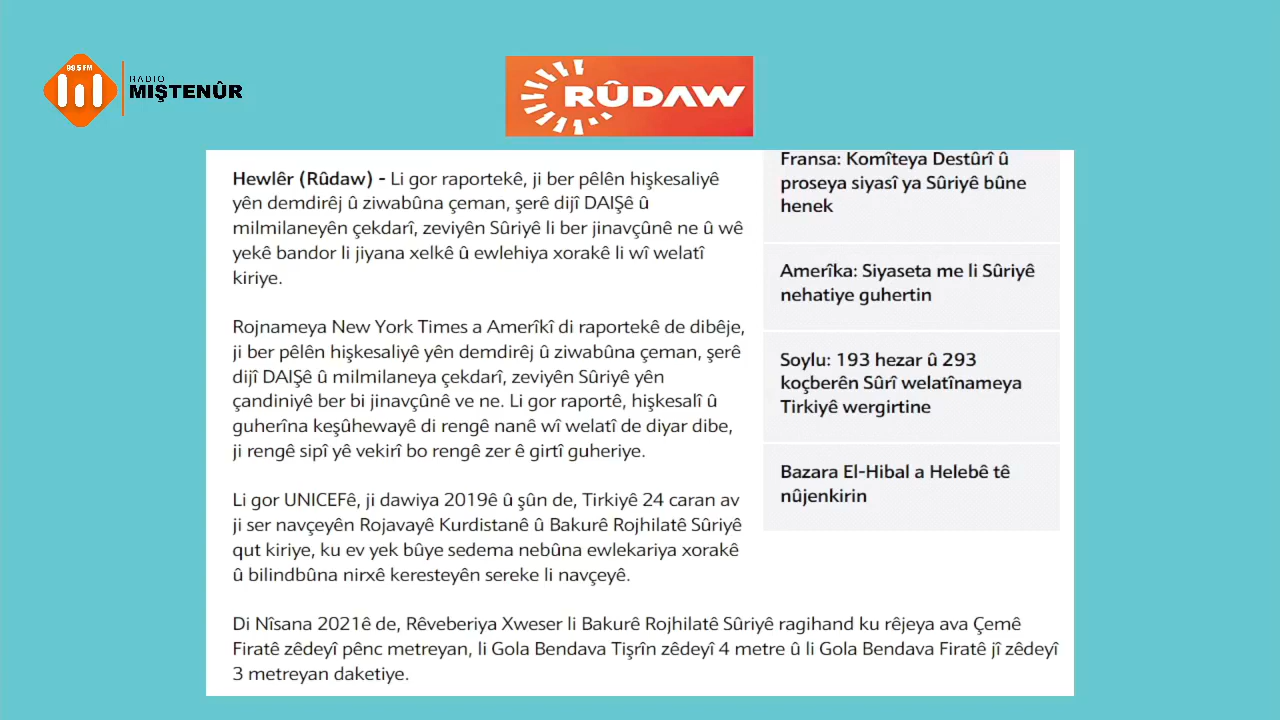 99.5 FM
RADIO
MIŞTENÛR
RÛDAW
Hewlêr (Rûdaw) - Li gor raportekê, ji ber pêlên hişkesaliyê
yên demdirêj û ziwabûna çeman, şerê dijî DAIŞê û
milmilaneyên çekdarî, zeviyên Sûriyê li ber jinavçûnê ne û wê
yekê bandor li jiyana xelkê û ewlehiya xorakê li wî welatî
kiriye.
Rojnameya New York Times a Amerîkî di raportekê de dibêje,
ji ber pêlên hişkesaliyê yên demdirêj û ziwabûna çeman, şerê
dijî DAIŞê û milmilaneya çekdarî, zeviyên Sûriyê yên
çandiniyê ber bi jinavçûnê ve ne. Li gor raportê, hişkesalî û
guherîna keşûhewayê di rengê nanê wî welatî de diyar dibe,
ji rengê sipî yê vekirî bo rengê zer ê girtî guheriye.
Li gor UNICEFê, ji dawiya 2019ê û şûn de, Tirkiyê 24 caran av
ji ser navçeyên Rojavayê Kurdistanê û Bakurê Rojhilatê Sûriyê
qut kiriye, ku ev yek bûye sedema nebûna ewlekariya xorakê
û bilindbûna nirxê keresteyên sereke li navçeyê.
Di Nîsana 2021ê de, Rêveberiya Xweser li Bakurê Rojhilatê Sûriyê ragihand ku rêjeya ava Çemê
Firatê zêdeyî pênc metreyan, li Gola Bendava Tişrîn zêdeyî 4 metre û li Gola Bendava Firatê jî zêdeyî
3 metreyan daketiye.
Fransa: Komîteya Destûrî û
proseya siyasî ya Sûriyê bûne
henek
Amerîka: Siyaseta me li Sûriyê
nehatiye guhertin
Soylu: 193 hezar û 293
koçberên Sûrî welatînameya
Tirkiyê wergirtine
Bazara El-Hibal a Helebê tê
nûjenkirin